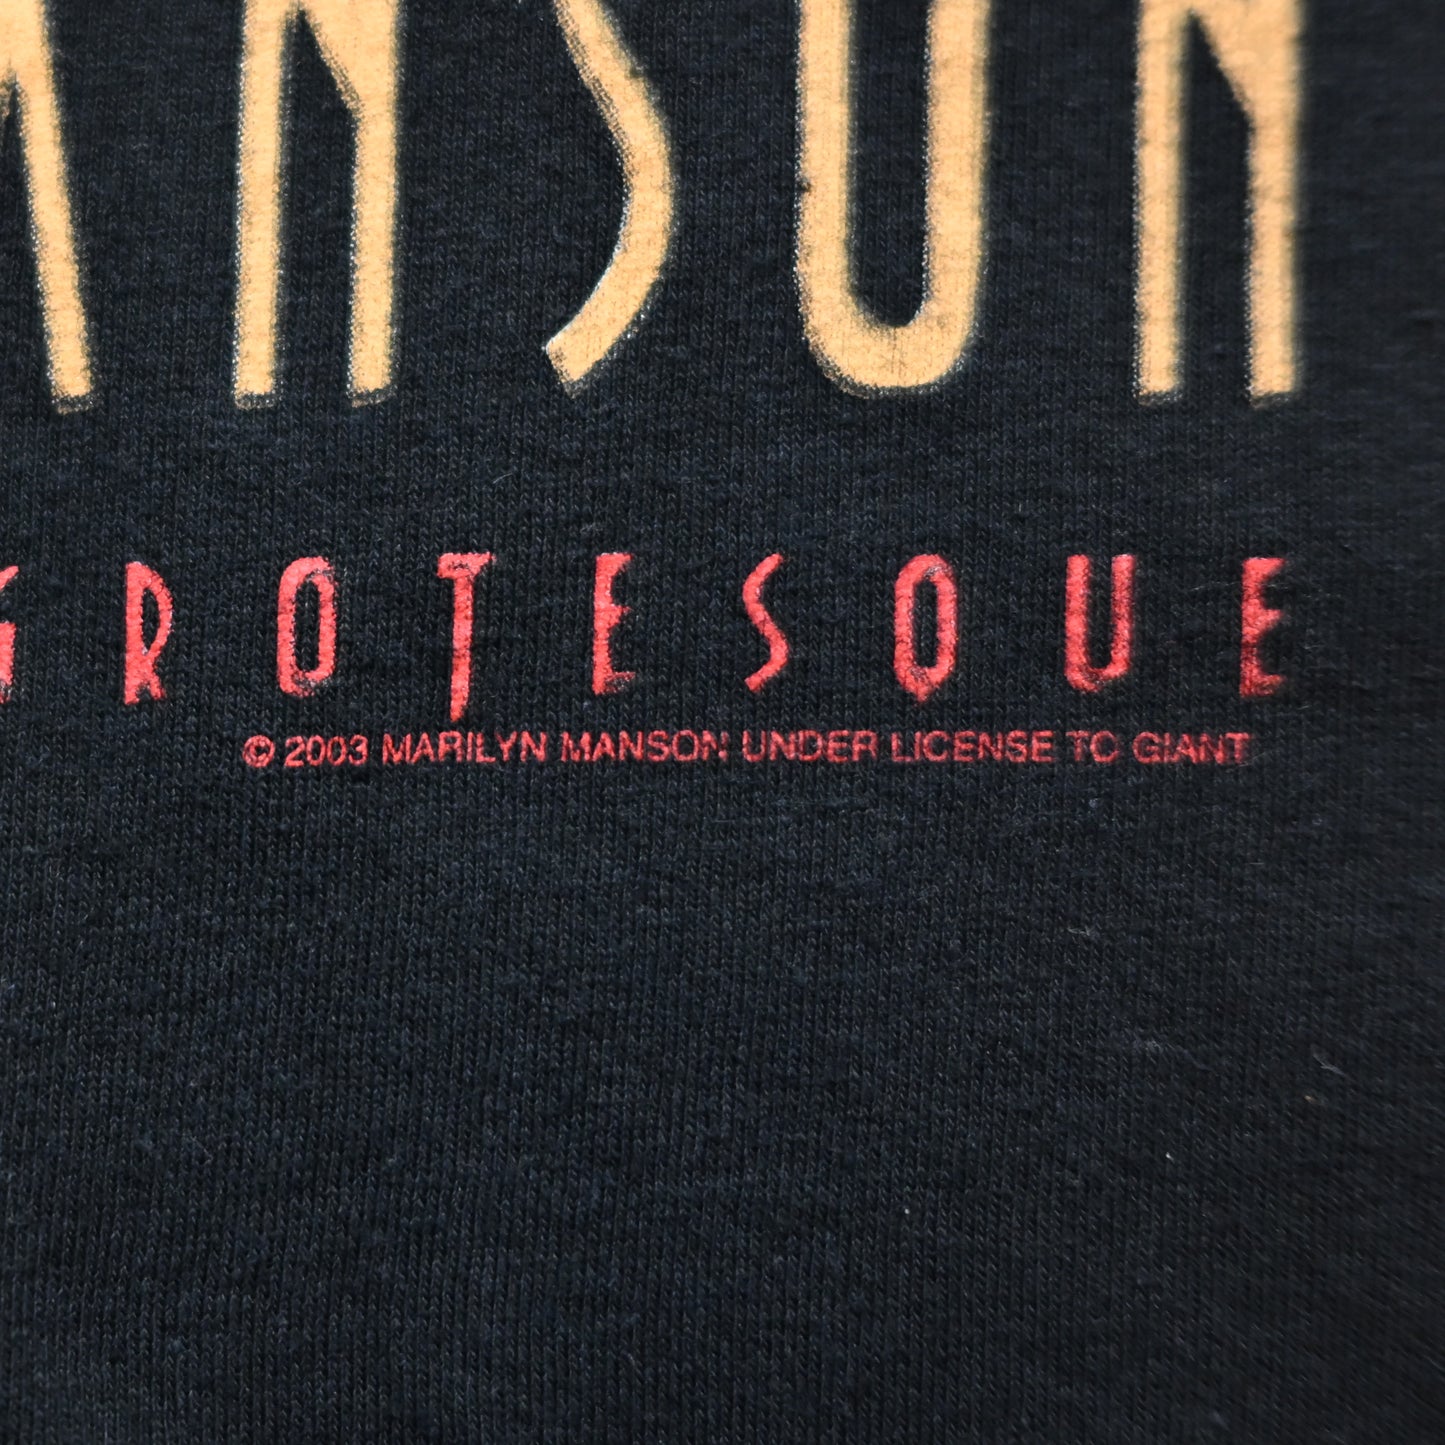 ANSON
GROTESQUE
© 2003 MARILYN MANSON UNDER LICENSE TO GIANT